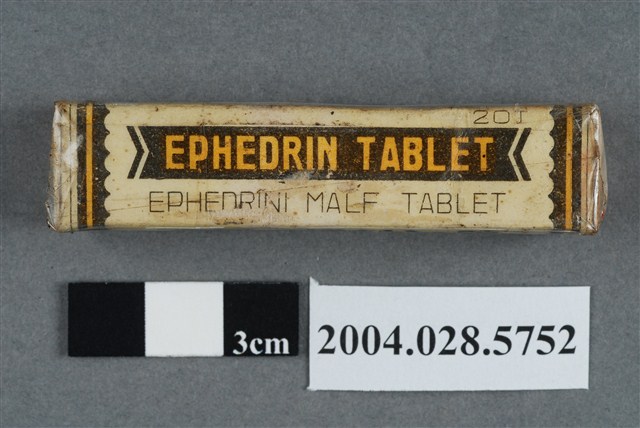 20T
EPHEDRIN TABLET
EPHEDRINI MALF TABLET
3cm
2004.028.5752